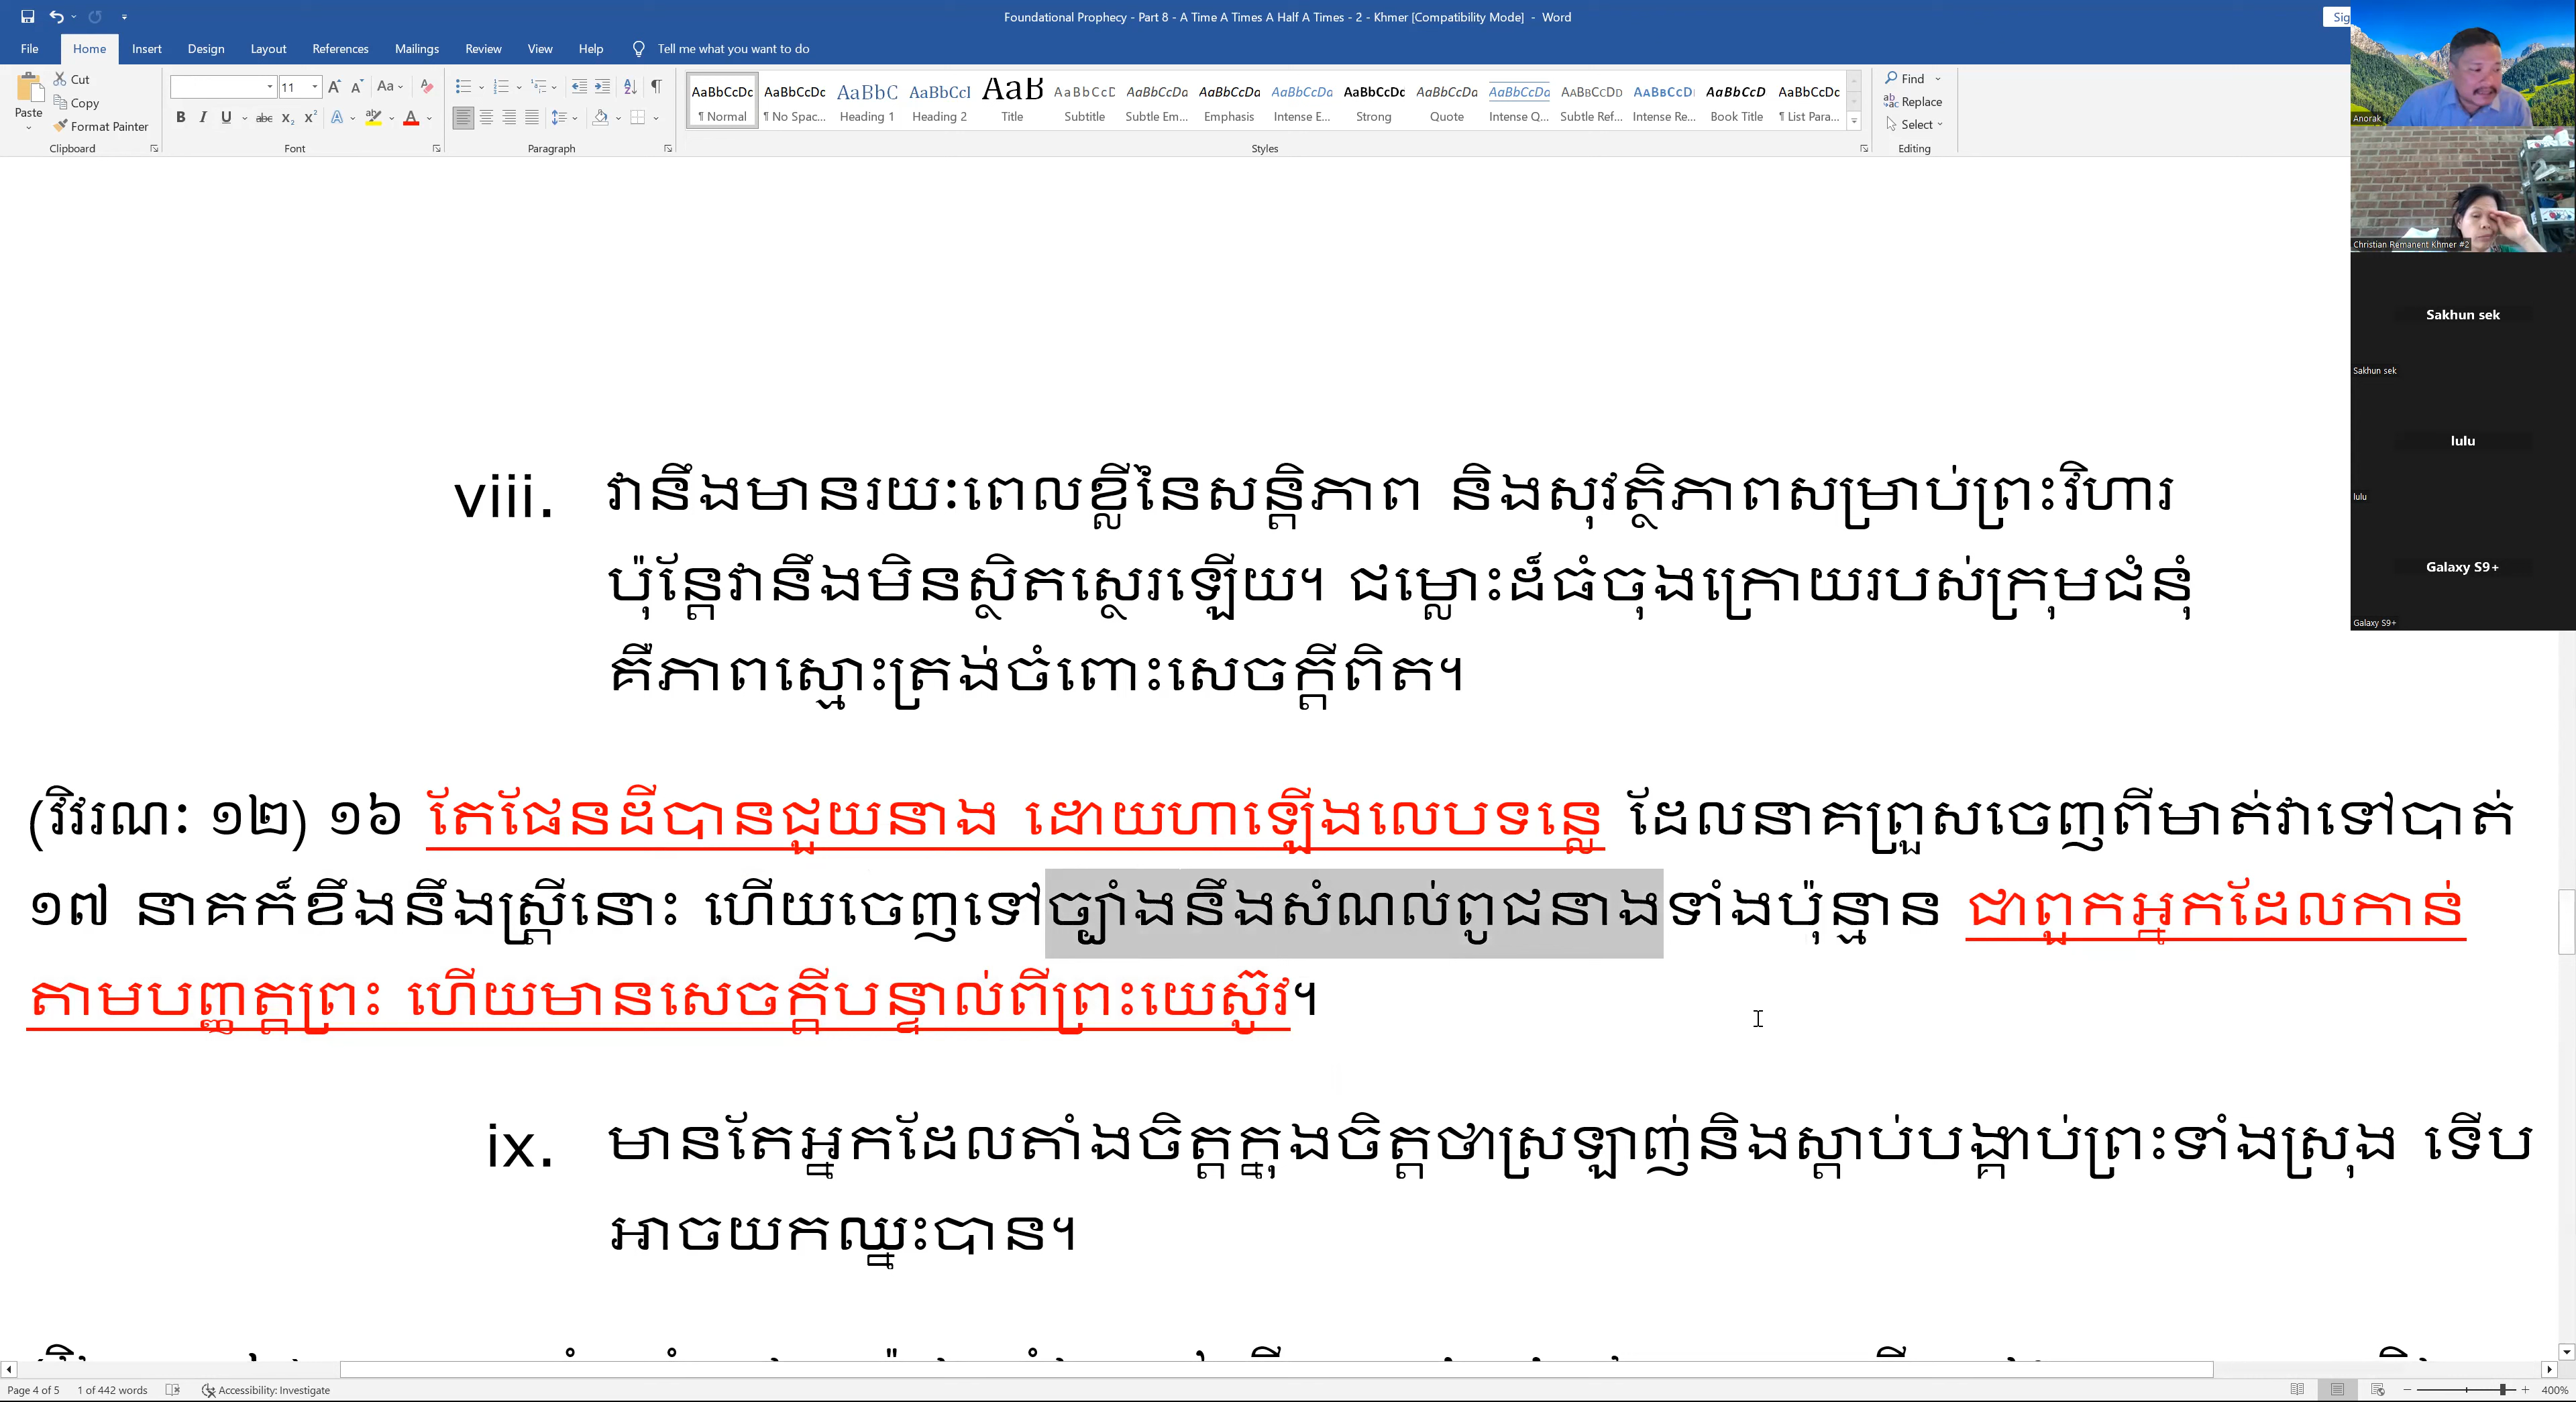 Foundational Prophecy - Part 8 - A Time A Times A Half A Times - 2 - Khmer [Compatibility Mode] - Word
File Home Insert Design Layout References Mailings Review View Help Tell me what you want to do
Paste
Cut
Copy
Format Painter
11
AaBbCcDc AaBbCcDc AaBbC AaBbCcI AaB AaBbCcD AaBbCcDa AaBbCcDa AaBbCcDa AaBbCcDc AaBbCcDa AaBbCcDa AaBbCcDd AaBbCcDd AaBbCcD AaBbCcDc
¶ Normal ¶ No Spac... Heading 1 Heading 2 Title Subtitle Subtle Em... Emphasis Intense E... Strong Quote Intense Q... Subtle Ref... Intense Re... Book Title ¶ List Para...
Find
Replace
Select
Clipboard Font Paragraph Styles Editing
Anorak
Christian Remanent Khmer #2
Sakhun sek
Sakhun sek
lulu
lulu
Galaxy S9+
Galaxy S9+
viii. វានឹងមានរយៈពេលខ្លីនៃសន្តិភាព និងសុវត្ថិភាពសម្រាប់ព្រះវិហារ
ប៉ុន្តែវានឹងមិនស្ថិតស្ថេរឡើយ។ ជម្លោះដ៏ធំចុងក្រោយរបស់ក្រុមជំនុំ
គឺភាពស្មោះត្រង់ចំពោះសេចក្តីពិត។
(វិវរណៈ ១២) ១៦ តែផែនដីបានជួយនាង ដោយហាឡើងលេបទន្លេ ដែលនាគព្រួសចេញពីមាត់វាទៅបាត់
១៧ នាគក៏ខឹងនឹងស្ត្រីនោះ ហើយចេញទៅច្បាំងនឹងសំណល់ពូជនាងទាំងប៉ុន្មាន ជាពួកអ្នកដែលកាន់
តាមបញ្ញត្តព្រះ ហើយមានសេចក្តីបន្ទាល់ពីព្រះយេស៊ូវ។
ix. មានតែអ្នកដែលតាំងចិត្តក្នុងចិត្តថាស្រឡាញ់និងស្តាប់បង្គាប់ព្រះទាំងស្រុង ទើប
អាចយកឈ្នះបាន។
Page 4 of 5 1 of 442 words Accessibility: Investigate 400%